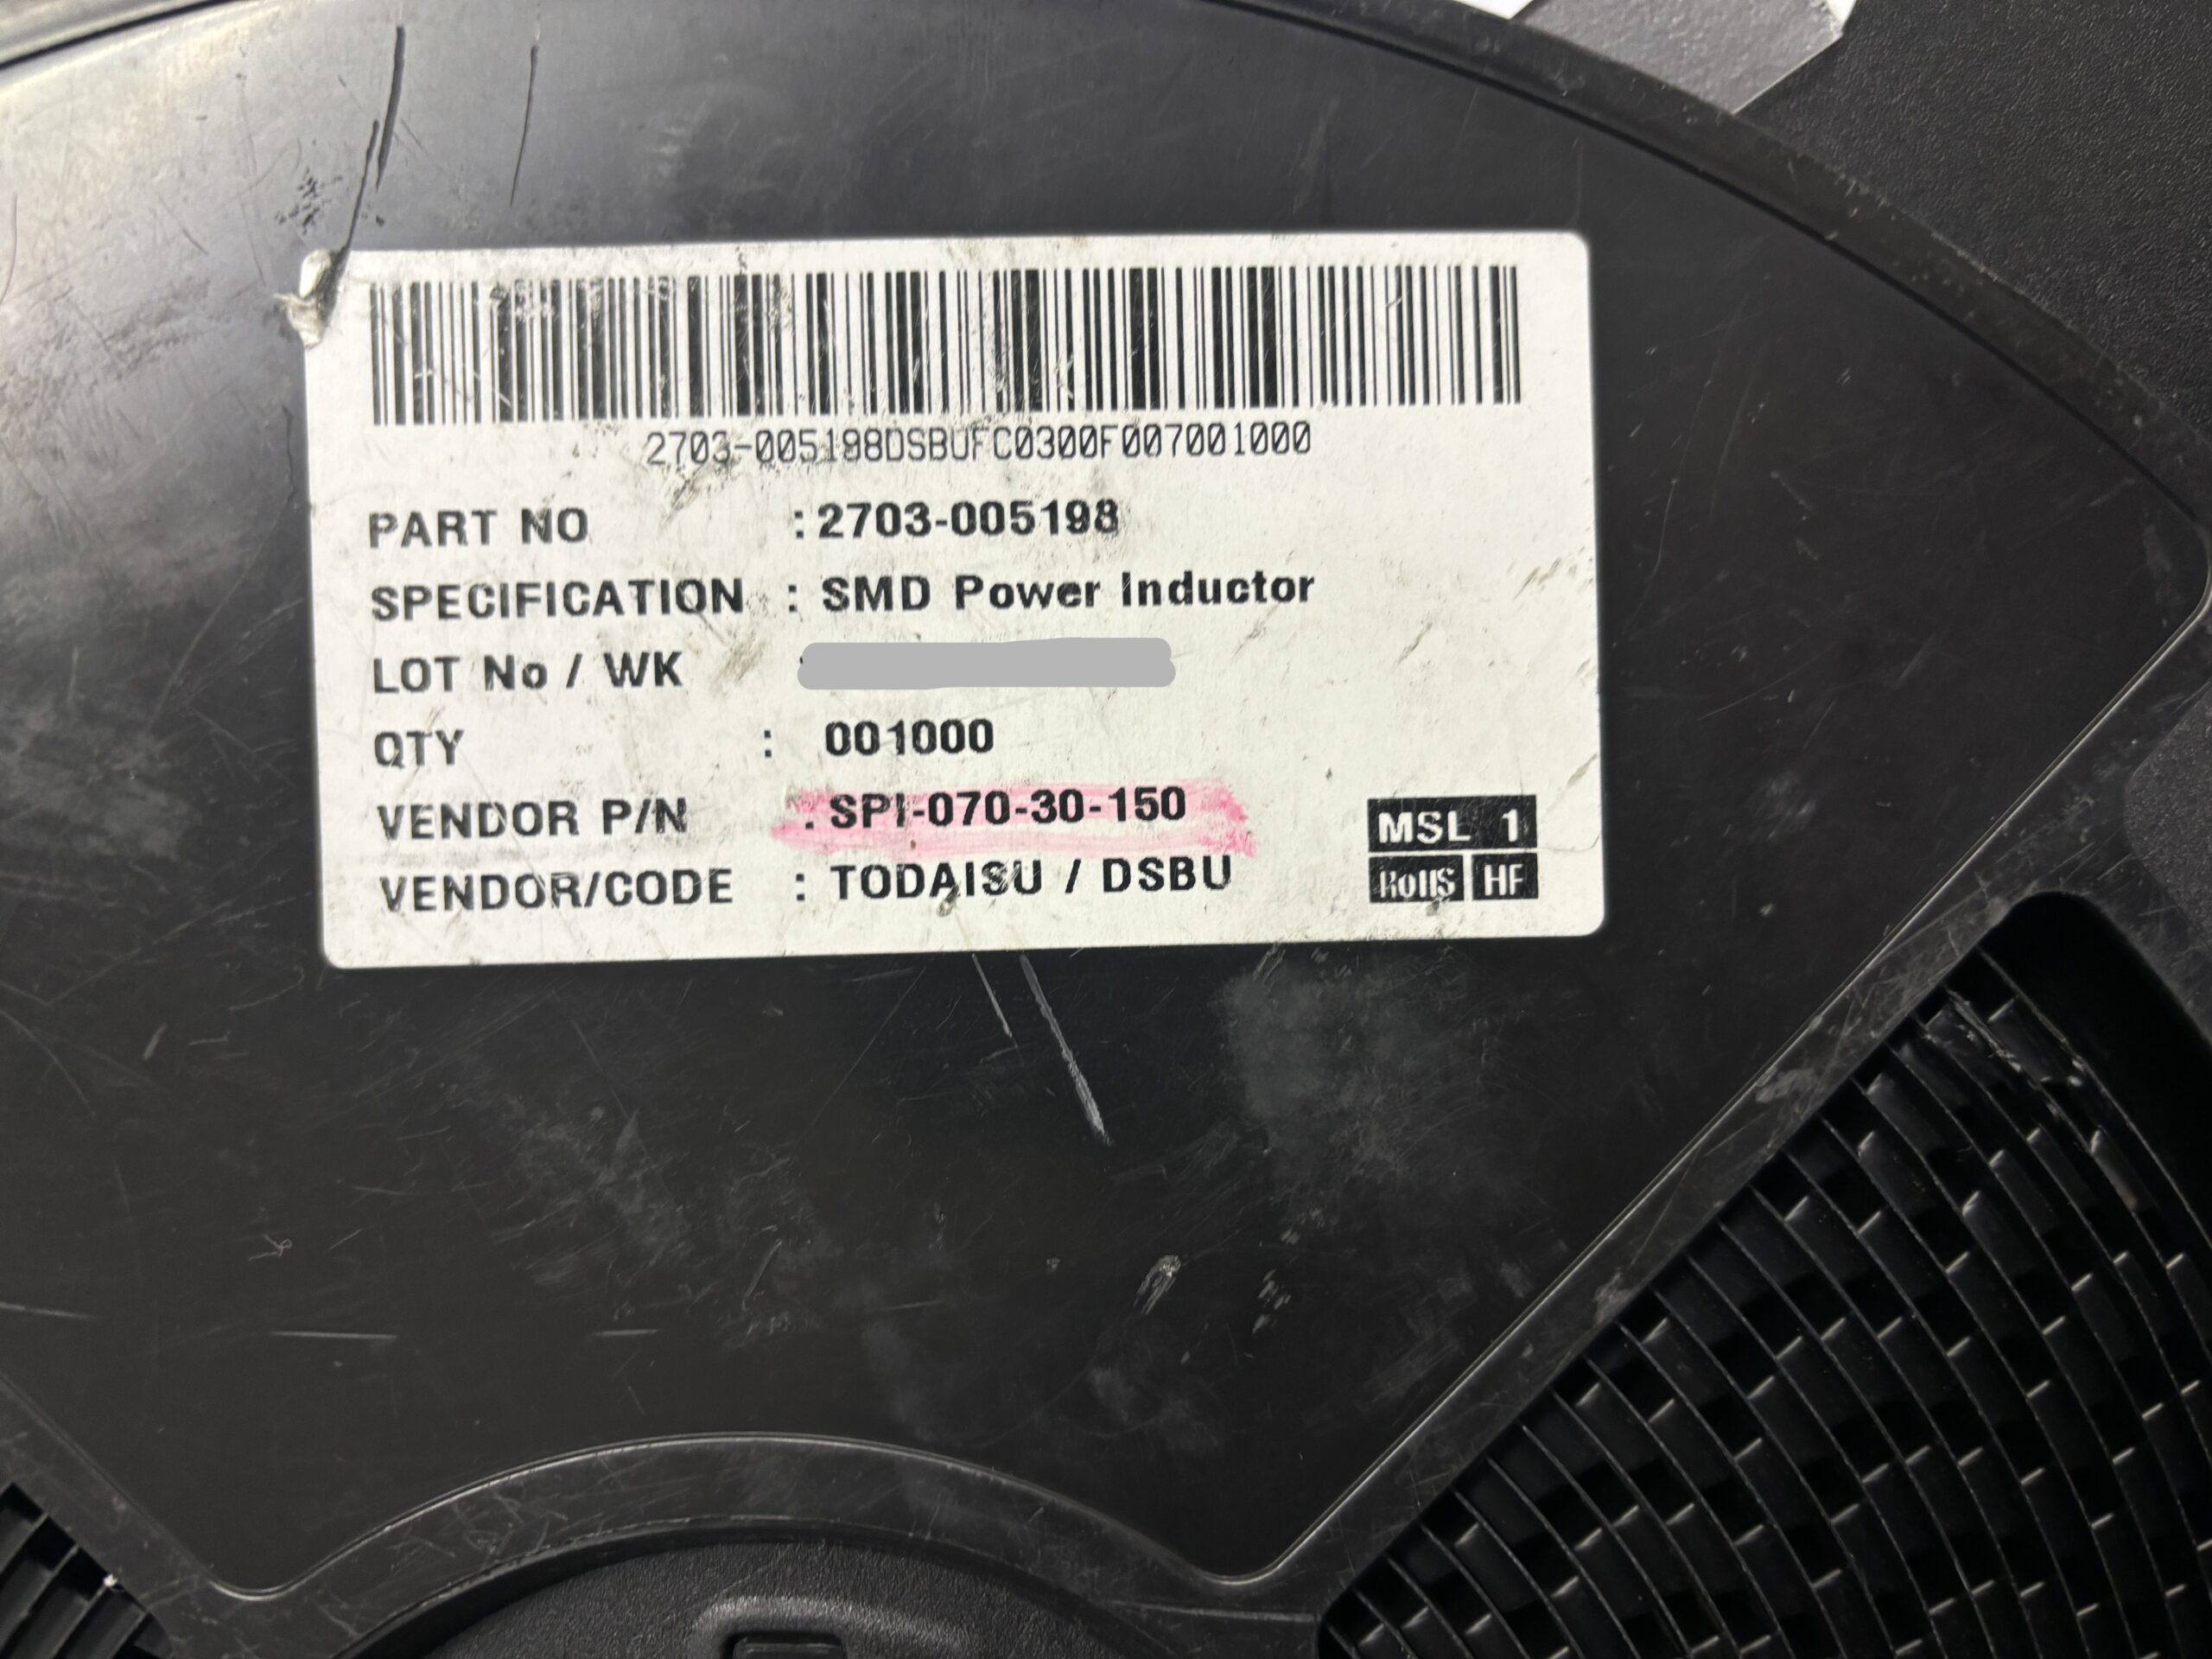 2703-005198DSBUFC0300F007001000
PART NO : 2703-005198
SPECIFICATION : SMD Power Inductor
LOT No / WK
QTY : 001000
VENDOR P/N : SPI-070-30-150
VENDOR/CODE : TODAISU / DSBU
MSL 1
RoHS HF